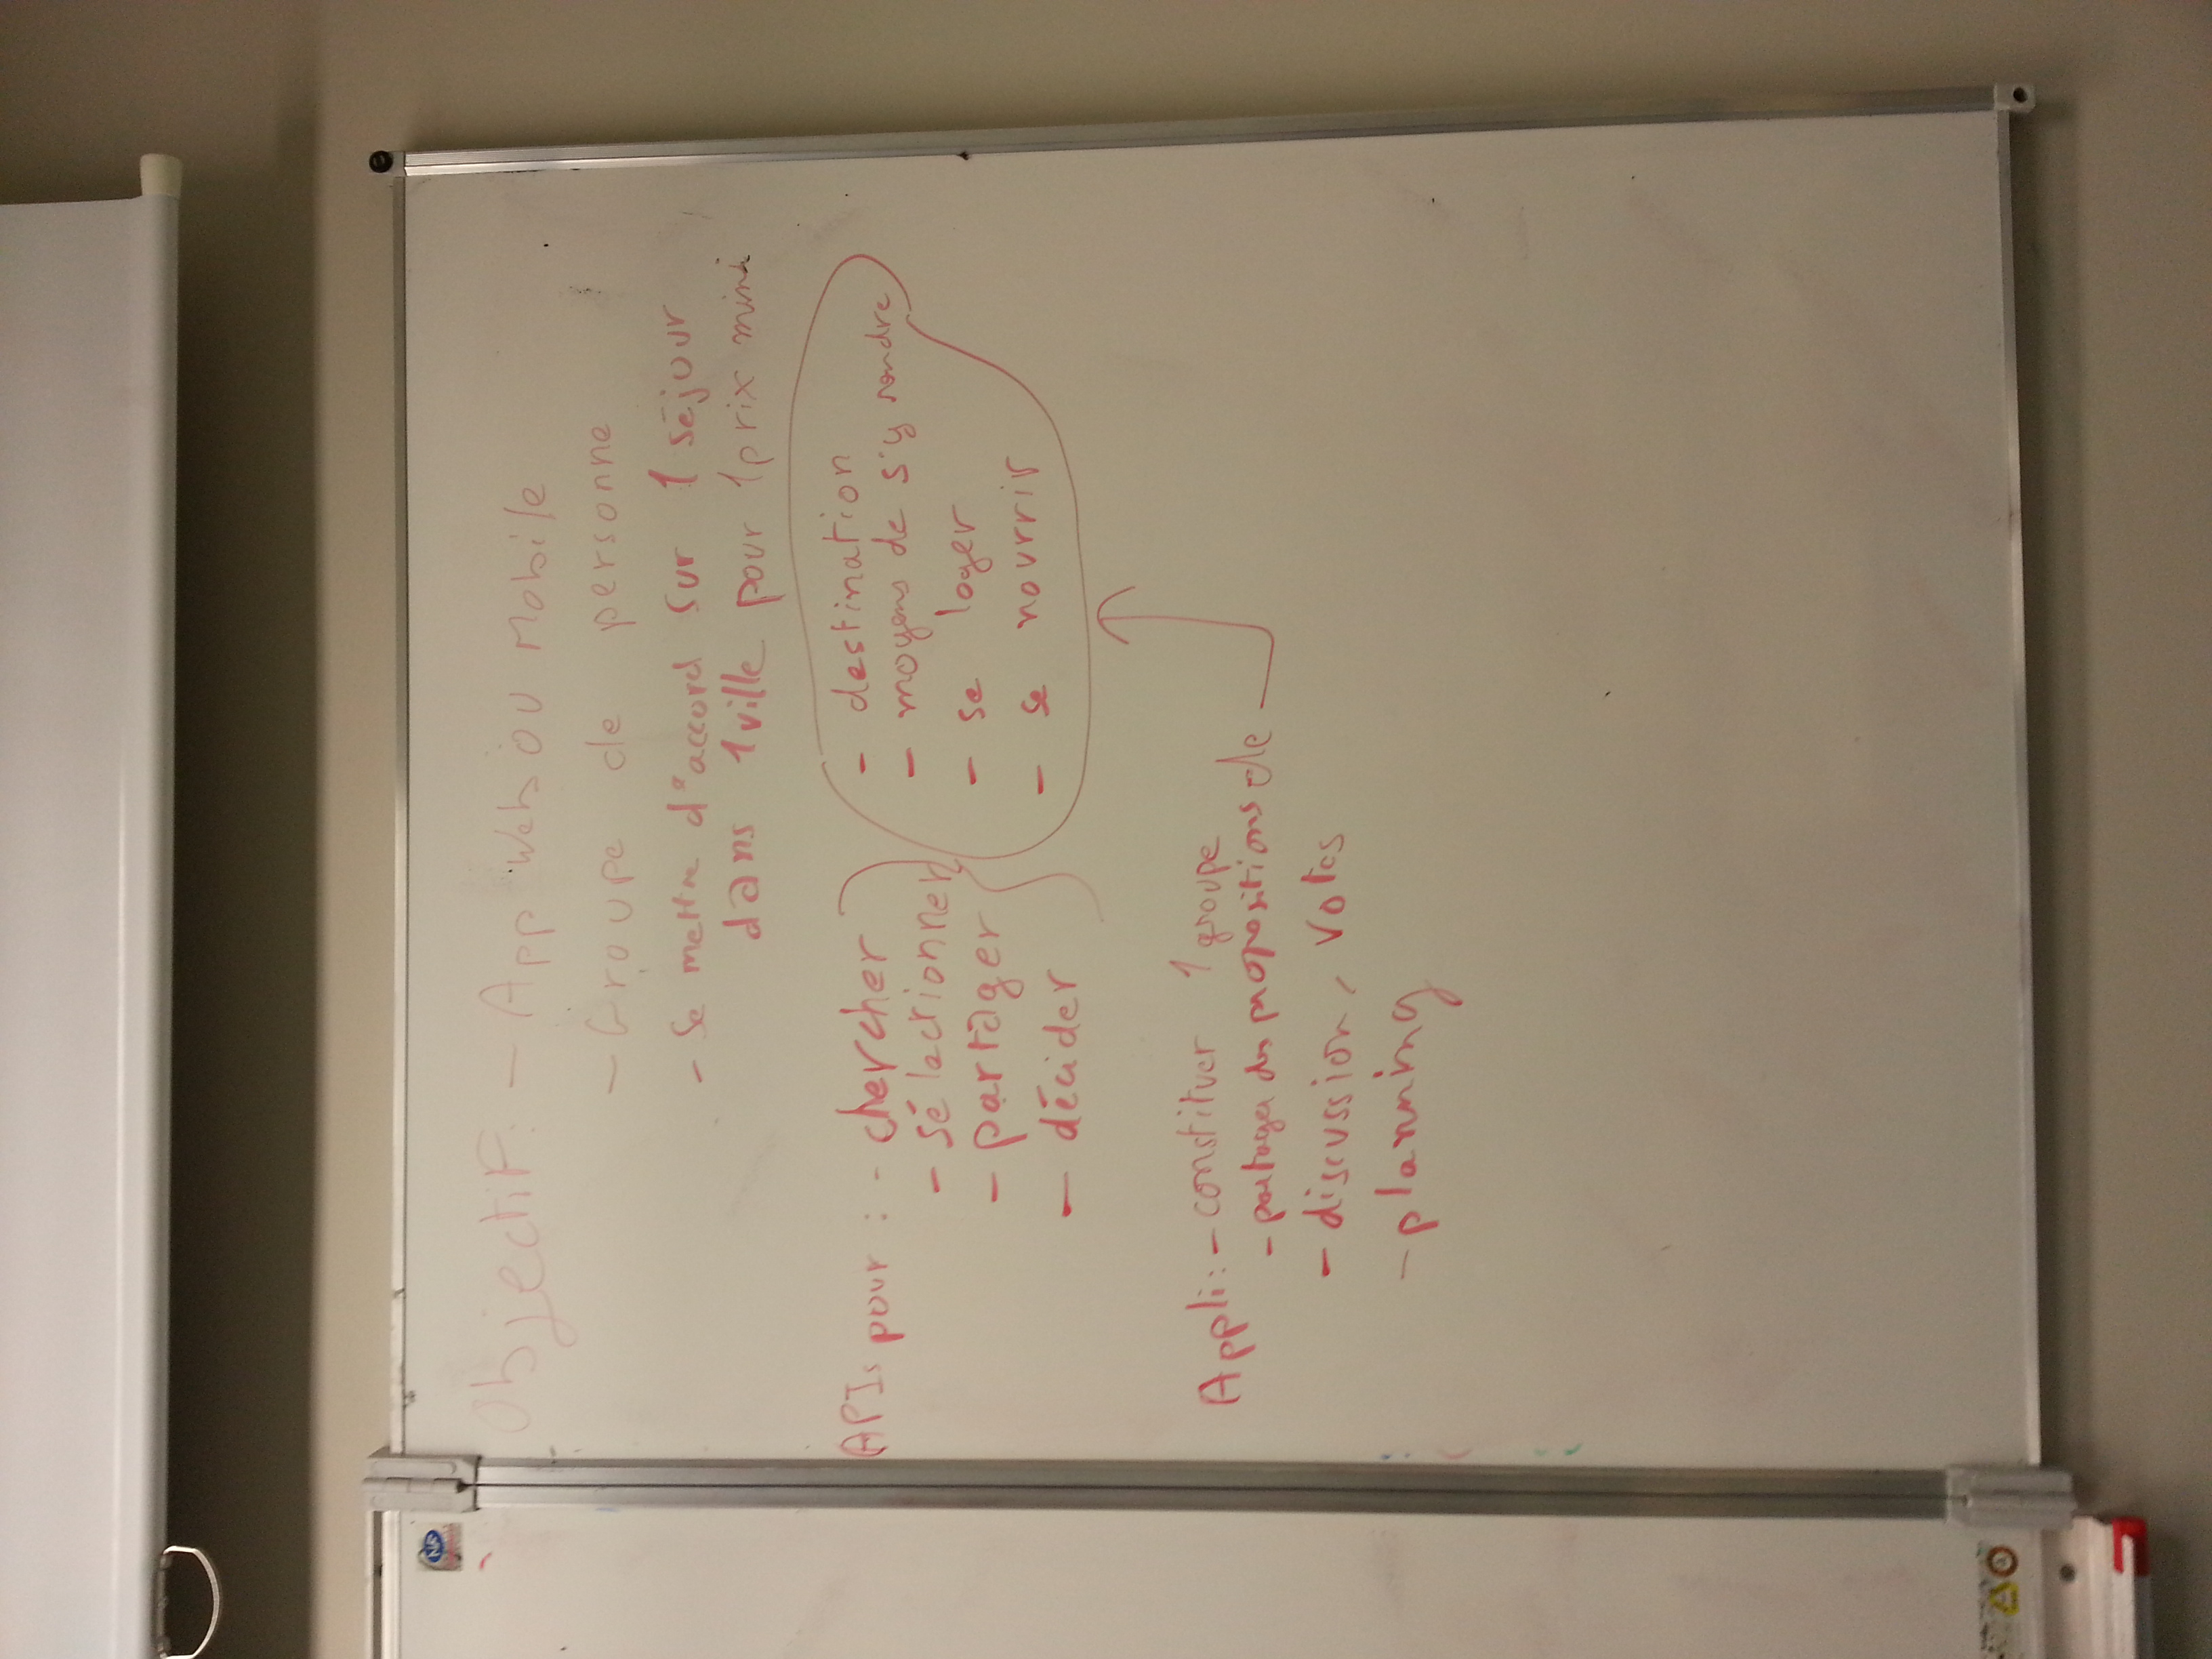 ObjectiF: - App Web OU Mobile
- Groupe de personne
- Se mettre d'accord sur 1 séjour
dans 1 ville pour 1 prix mini
APIs pour : - chercher
- sélectionner
- partager
- décider
- destination
- moyens de s'y rendre
- se loger
- se nourrir
Appli: - constituer 1 groupe
- partager des propositions de
- discussion, votes
- planning
NF